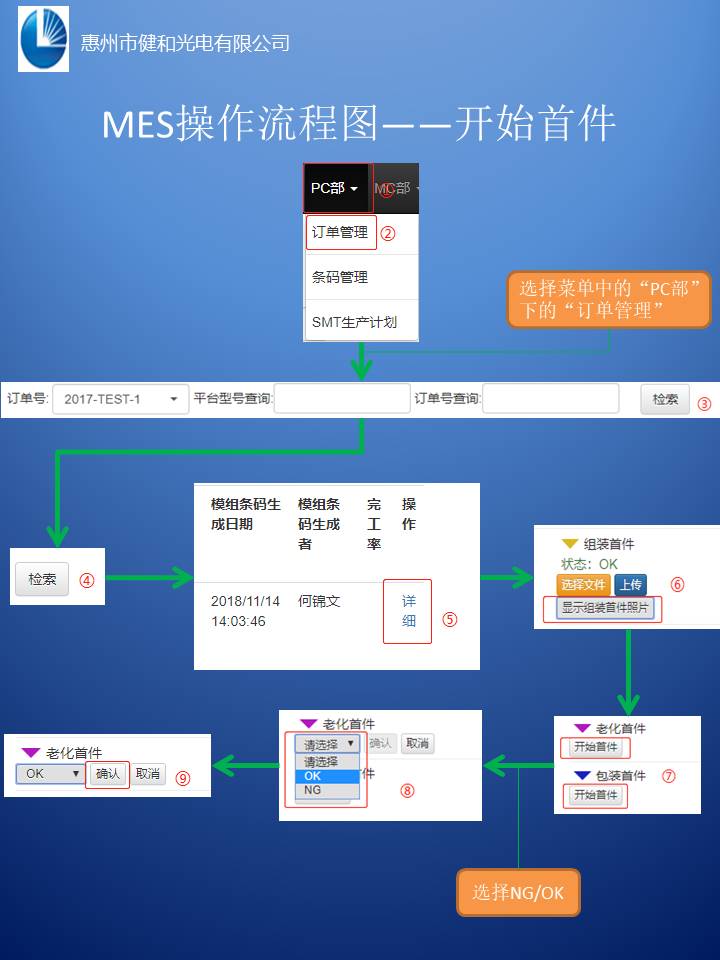 惠州市健和光电有限公司
MES操作流程图——开始首件
PC部 ① MC部
订单管理 ②
条码管理
SMT生产计划
选择菜单中的“PC部”
下的“订单管理”
订单号: 2017-TEST-1 平台型号查询: 订单号查询: 检索 ③
检索 ④
模组条码生
成日期
模组条
码生成
者
完
工
率
操
作
2018/11/14
14:03:46
何锦文
详
细
⑤
组装首件
状态：OK
选择文件 上传 ⑥
显示组装首件照片
老化首件
开始首件
包装首件 ⑦
开始首件
老化首件
请选择 确认 取消
请选择
OK 件
NG ⑧
老化首件
OK 确认 取消 ⑨
选择NG/OK